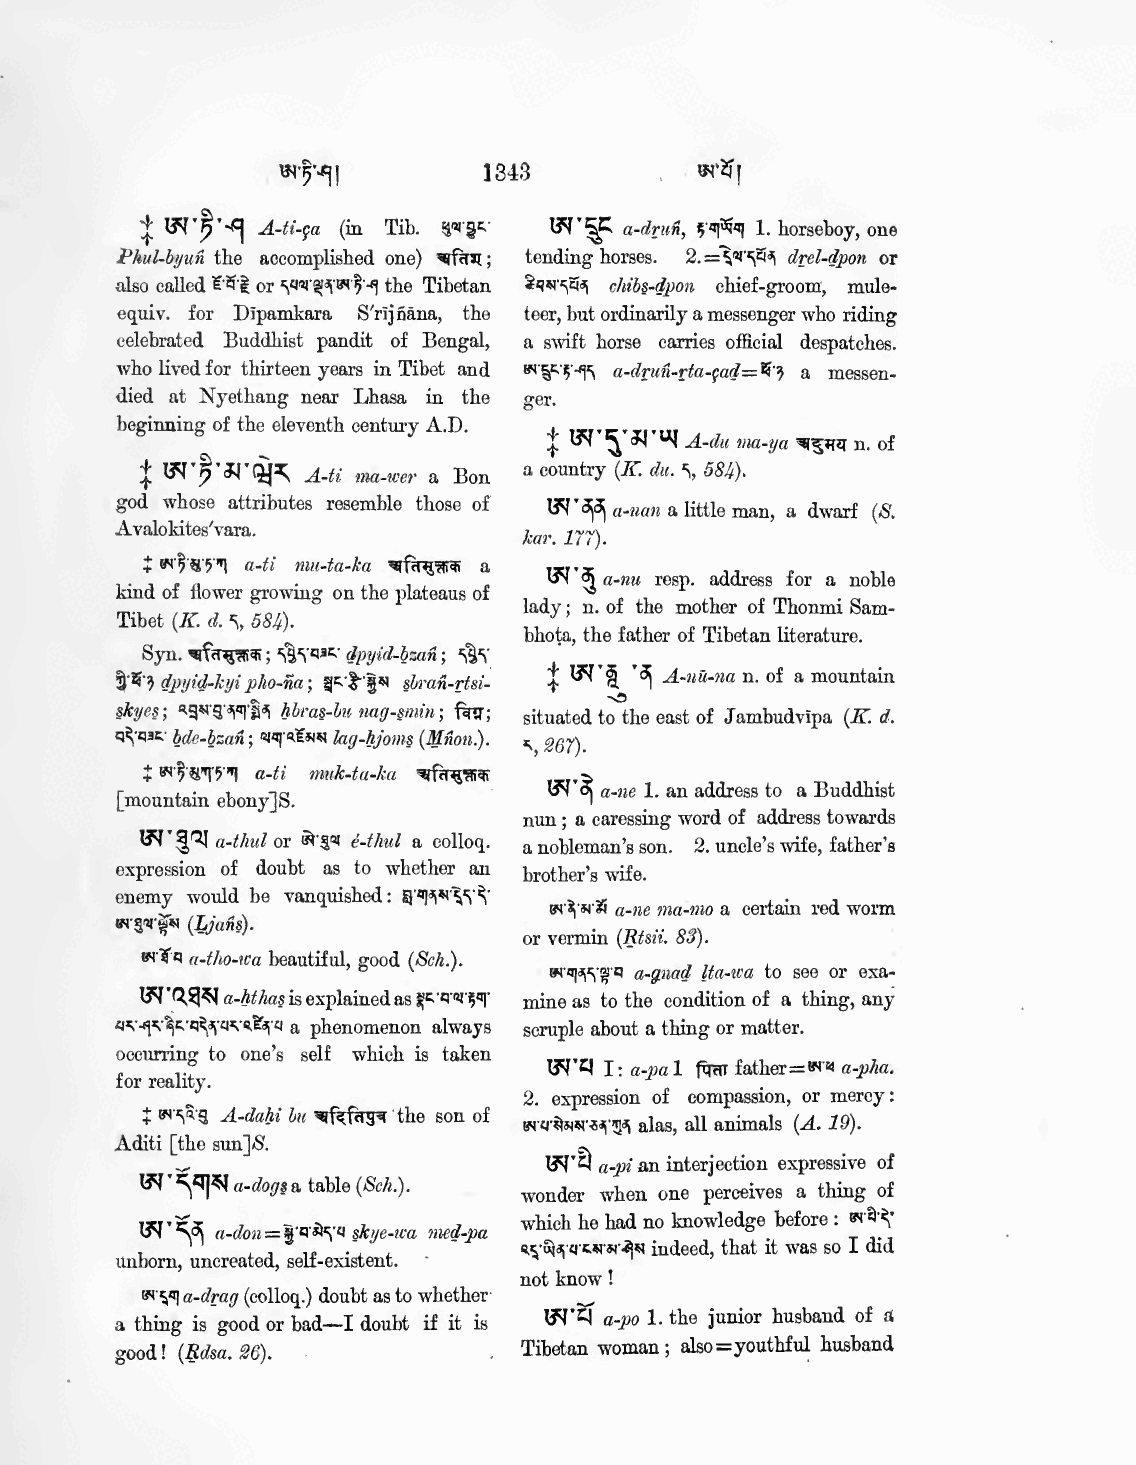 ཨ་ཏི་ཤ། 1343 ཨ་པོ།
‡ ཨ་ཏི་ཤ A-ti-ça (in Tib. ཕུལ་བྱུང་
Phul-byuṅ the accomplished one) अतिश;
also called ཇོ་བོ་རྗེ or དཔལ་ལྡན་ཨ་ཏི་ཤ the Tibetan
equiv. for Dīpamkara S'rījñāna, the
celebrated Buddhist pandit of Bengal,
who lived for thirteen years in Tibet and
died at Nyethang near Lhasa in the
beginning of the eleventh century A.D.
‡ ཨ་ཏི་མ་ཝེར A-ti ma-wer a Bon
god whose attributes resemble those of
Avalokites'vara.
‡ ཨ་ཏི་མུ་ཏ་ཀ a-ti mu-ta-ka अतिमुक्तक a
kind of flower growing on the plateaus of
Tibet (K. d. ད, 584).
Syn. अतिमुक्तक; དཔྱིད་བཟང་ dpyid-bzaṅ; དཔྱིད་
ཀྱི་ཕོ་ཉ dpyid-kyi pho-ña; སྦྲང་རྩི་སྐྱེས sbraṅ-rtsi-
skyes; འབྲས་བུ་ནག་སྨིན hbras-bu nag-smin;
བདེ་བཟང་ bde-bzaṅ; ལག་འཇོམས lag-hjoms (Mṅon.).
‡ ཨ་ཏི་མུཀ་ཏ་ཀ a-ti muk-ta-ka अतिमुक्तक
[mountain ebony]S.
ཨ་ཐུལ a-thul or ཨེ་ཐུལ é-thul a colloq.
expression of doubt as to whether an
enemy would be vanquished:
ཨ་ཐུལ་ (Ljaṅs).
ཨ་ཐོ་བ a-tho-wa beautiful, good (Sch.).
ཨ་འཐས a-hthas is explained as སྣང་བ་ལ་རྟག་
པར་ཤར་ཞིང་བདེན་པར་འཛིན་པ a phenomenon always
occurring to one's self which is taken
for reality.
‡ ཨ་དའི་བུ A-dahi bu अदितिपुत्र the son of
Aditi [the sun]S.
ཨ་དོགས a-dogs a table (Sch.).
ཨ་དོན a-don=སྐྱེ་བ་མེད་པ skye-wa med-pa
unborn, uncreated, self-existent.
ཨ་དྲག a-drag (colloq.) doubt as to whether
a thing is good or bad—I doubt if it is
good! (Rdsa. 26).
ཨ་དྲུང a-druṅ, རྟ་གཡོག 1. horseboy, one
tending horses. 2.=དྲེལ་དཔོན drel-dpon or
ཆིབས་དཔོན chibs-dpon chief-groom, mule-
teer, but ordinarily a messenger who riding
a swift horse carries official despatches.
ཨ་དྲུང་རྟ་ཤད a-druṅ-rta-çad=ཕོ་ཉ a messen-
ger.
‡ ཨ་དུ་མ་ཡ A-du ma-ya अदुमय n. of
a country (K. du. ད, 584).
ཨ་ནན a-nan a little man, a dwarf (S.
kar. 177).
ཨ་ནུ a-nu resp. address for a noble
lady; n. of the mother of Thonmi Sam-
bhoṭa, the father of Tibetan literature.
‡ ཨ་ནཱུ་ན A-nū-na n. of a mountain
situated to the east of Jambudvīpa (K. d.
ད, 267).
ཨ་ནེ a-ne 1. an address to a Buddhist
nun; a caressing word of address towards
a nobleman's son. 2. uncle's wife, father's
brother's wife.
ཨ་ནེ་མ་མོ a-ne ma-mo a certain red worm
or vermin (Rtsii. 83).
ཨ་གནད་ལྟ་བ a-gnad lta-wa to see or exa-
mine as to the condition of a thing, any
scruple about a thing or matter.
ཨ་པ I: a-pa 1 पिता father=ཨ་ཕ a-pha.
2. expression of compassion, or mercy:
ཨ་པ་སེམས་ཅན་ཀུན alas, all animals (A. 19).
ཨ་པི a-pi an interjection expressive of
wonder when one perceives a thing of
which he had no knowledge before: ཨ་པི་དེ་
འདྲ་ཡིན་པ་ངས་མ་ཤེས indeed, that it was so I did
not know!
ཨ་པོ a-po 1. the junior husband of a
Tibetan woman; also=youthful husband